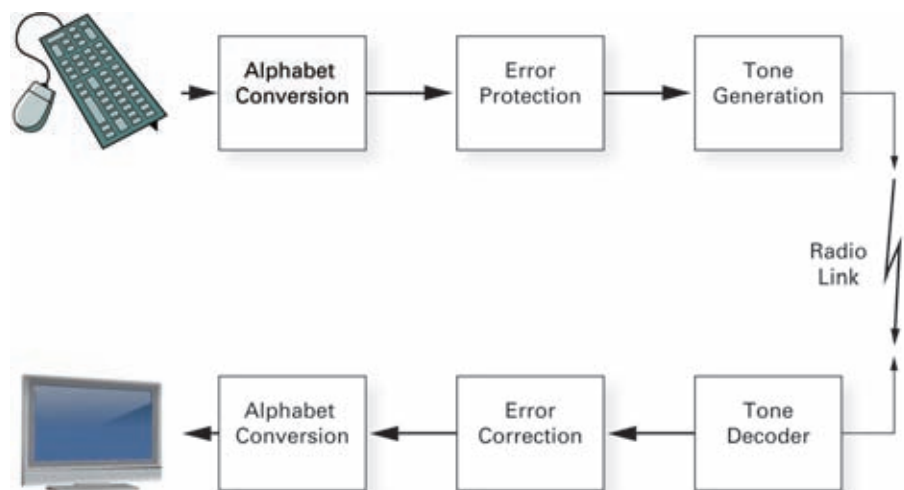 Alphabet
Conversion
Error
Protection
Tone
Generation
Radio
Link
Alphabet
Conversion
Error
Correction
Tone
Decoder